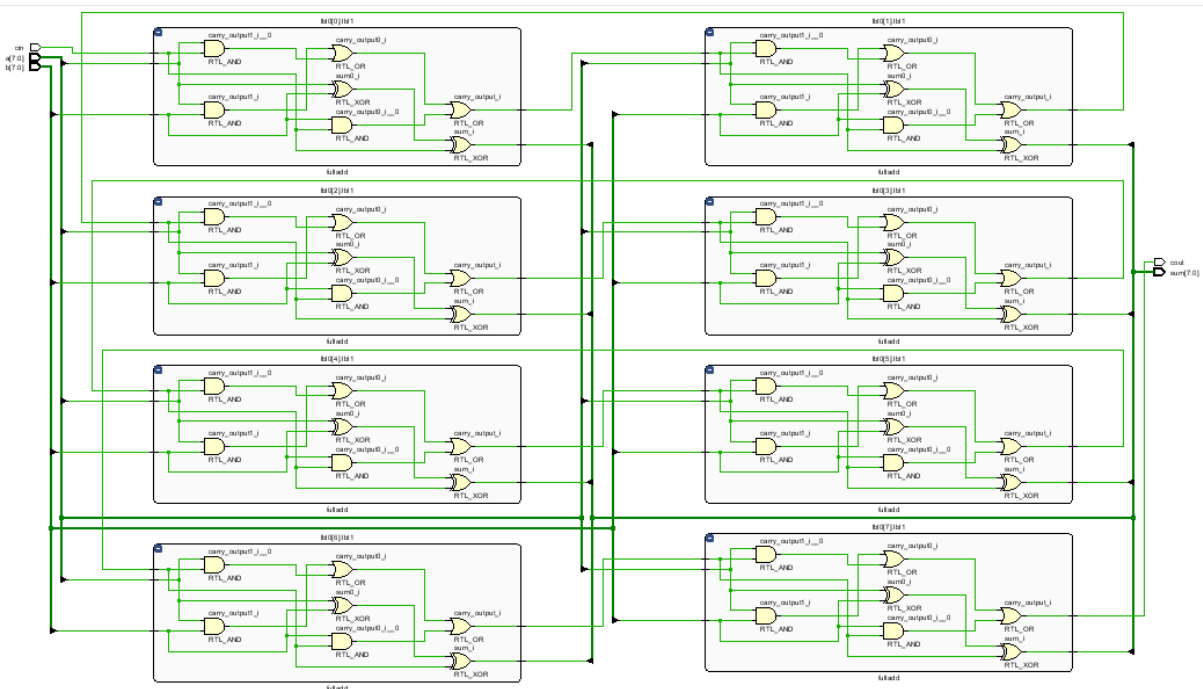 cin
a[7:0]
b[7:0]
lbl0[0].lbl1
carry_output1_i__0
carry_output0_i
RTL_AND
RTL_OR
sum0_i
carry_output1_i
RTL_XOR
carry_output_i
carry_output0_i__0
RTL_AND
RTL_OR
sum_i
RTL_AND
RTL_XOR
fulladd
lbl0[1].lbl1
carry_output1_i__0
carry_output0_i
RTL_AND
RTL_OR
sum0_i
carry_output1_i
RTL_XOR
carry_output_i
carry_output0_i__0
RTL_AND
RTL_OR
sum_i
RTL_AND
RTL_XOR
fulladd
lbl0[2].lbl1
carry_output1_i__0
carry_output0_i
RTL_AND
RTL_OR
sum0_i
carry_output1_i
RTL_XOR
carry_output_i
carry_output0_i__0
RTL_AND
RTL_OR
sum_i
RTL_AND
RTL_XOR
fulladd
lbl0[3].lbl1
carry_output1_i__0
carry_output0_i
RTL_AND
RTL_OR
sum0_i
carry_output1_i
RTL_XOR
carry_output_i
carry_output0_i__0
RTL_AND
RTL_OR
sum_i
RTL_AND
RTL_XOR
fulladd
cout
sum[7:0]
lbl0[4].lbl1
carry_output1_i__0
carry_output0_i
RTL_AND
RTL_OR
sum0_i
carry_output1_i
RTL_XOR
carry_output_i
carry_output0_i__0
RTL_AND
RTL_OR
sum_i
RTL_AND
RTL_XOR
fulladd
lbl0[5].lbl1
carry_output1_i__0
carry_output0_i
RTL_AND
RTL_OR
sum0_i
carry_output1_i
RTL_XOR
carry_output_i
carry_output0_i__0
RTL_AND
RTL_OR
sum_i
RTL_AND
RTL_XOR
fulladd
lbl0[6].lbl1
carry_output1_i__0
carry_output0_i
RTL_AND
RTL_OR
sum0_i
carry_output1_i
RTL_XOR
carry_output_i
carry_output0_i__0
RTL_AND
RTL_OR
sum_i
RTL_AND
RTL_XOR
fulladd
lbl0[7].lbl1
carry_output1_i__0
carry_output0_i
RTL_AND
RTL_OR
sum0_i
carry_output1_i
RTL_XOR
carry_output_i
carry_output0_i__0
RTL_AND
RTL_OR
sum_i
RTL_AND
RTL_XOR
fulladd